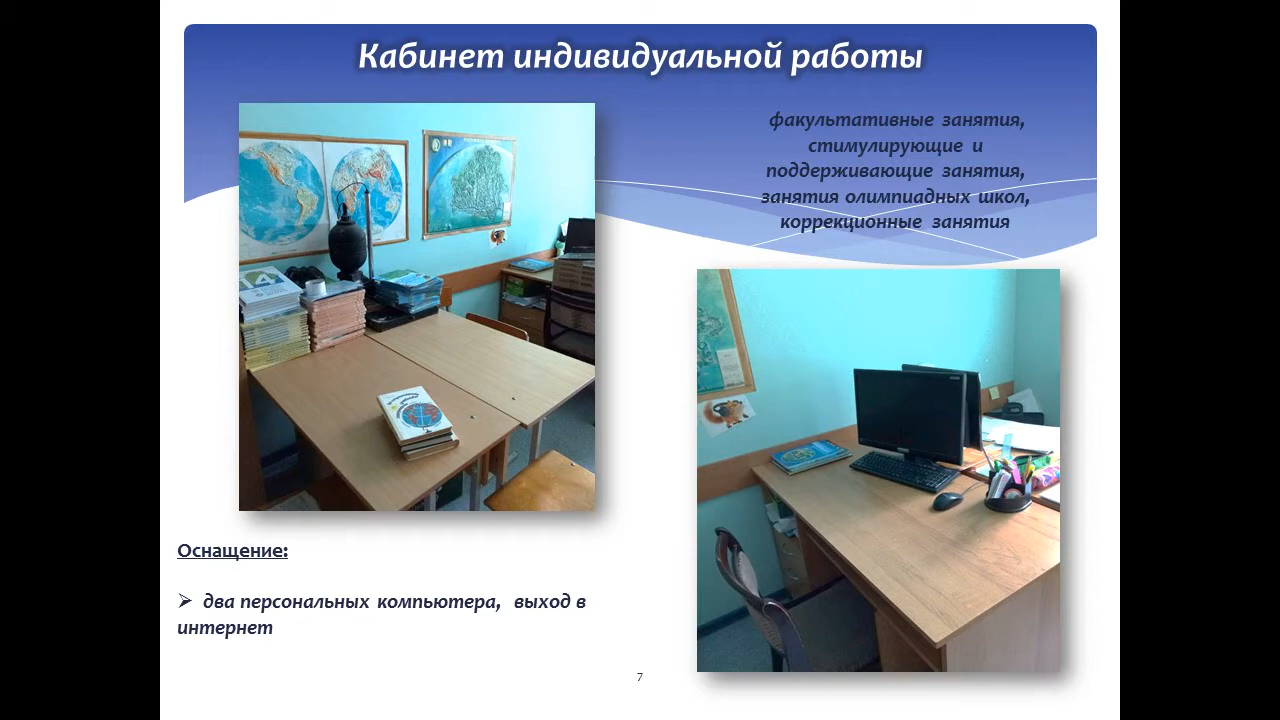 Кабинет индивидуальной работы
факультативные занятия,
стимулирующие и
поддерживающие занятия,
занятия олимпиадных школ,
коррекционные занятия
Оснащение:
два персональных компьютера, выход в
интернет
7